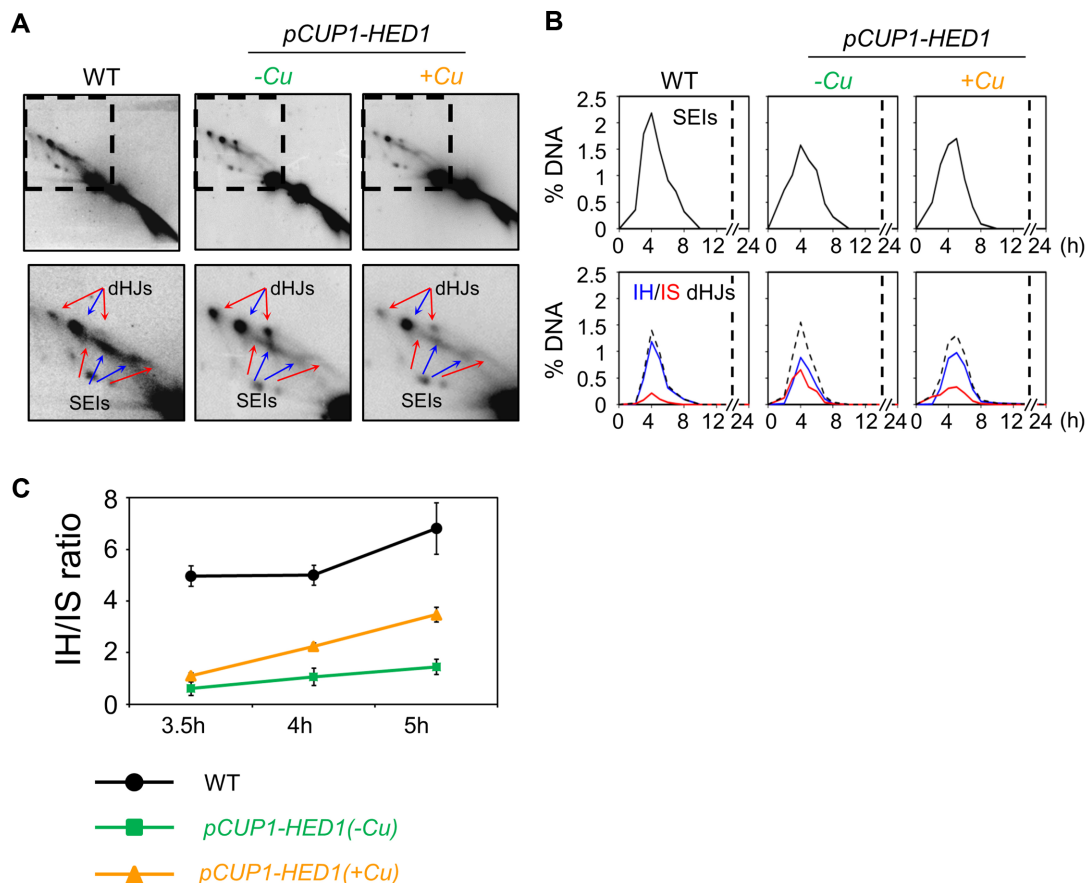 A
pCUP1-HED1
WT
-Cu
+Cu
dHJs
dHJs
dHJs
SEIs
SEIs
SEIs
B
pCUP1-HED1
WT
-Cu
+Cu
% DNA
2.5
2
1.5
1
0.5
0
SEIs
0 4 8 12 24
0 4 8 12 24
0 4 8 12 24 (h)
% DNA
2.5
2
1.5
1
0.5
0
IH/IS dHJs
0 4 8 12 24
0 4 8 12 24
0 4 8 12 24 (h)
C
IH/IS ratio
8
6
4
2
0
3.5h 4h 5h
WT
pCUP1-HED1(-Cu)
pCUP1-HED1(+Cu)